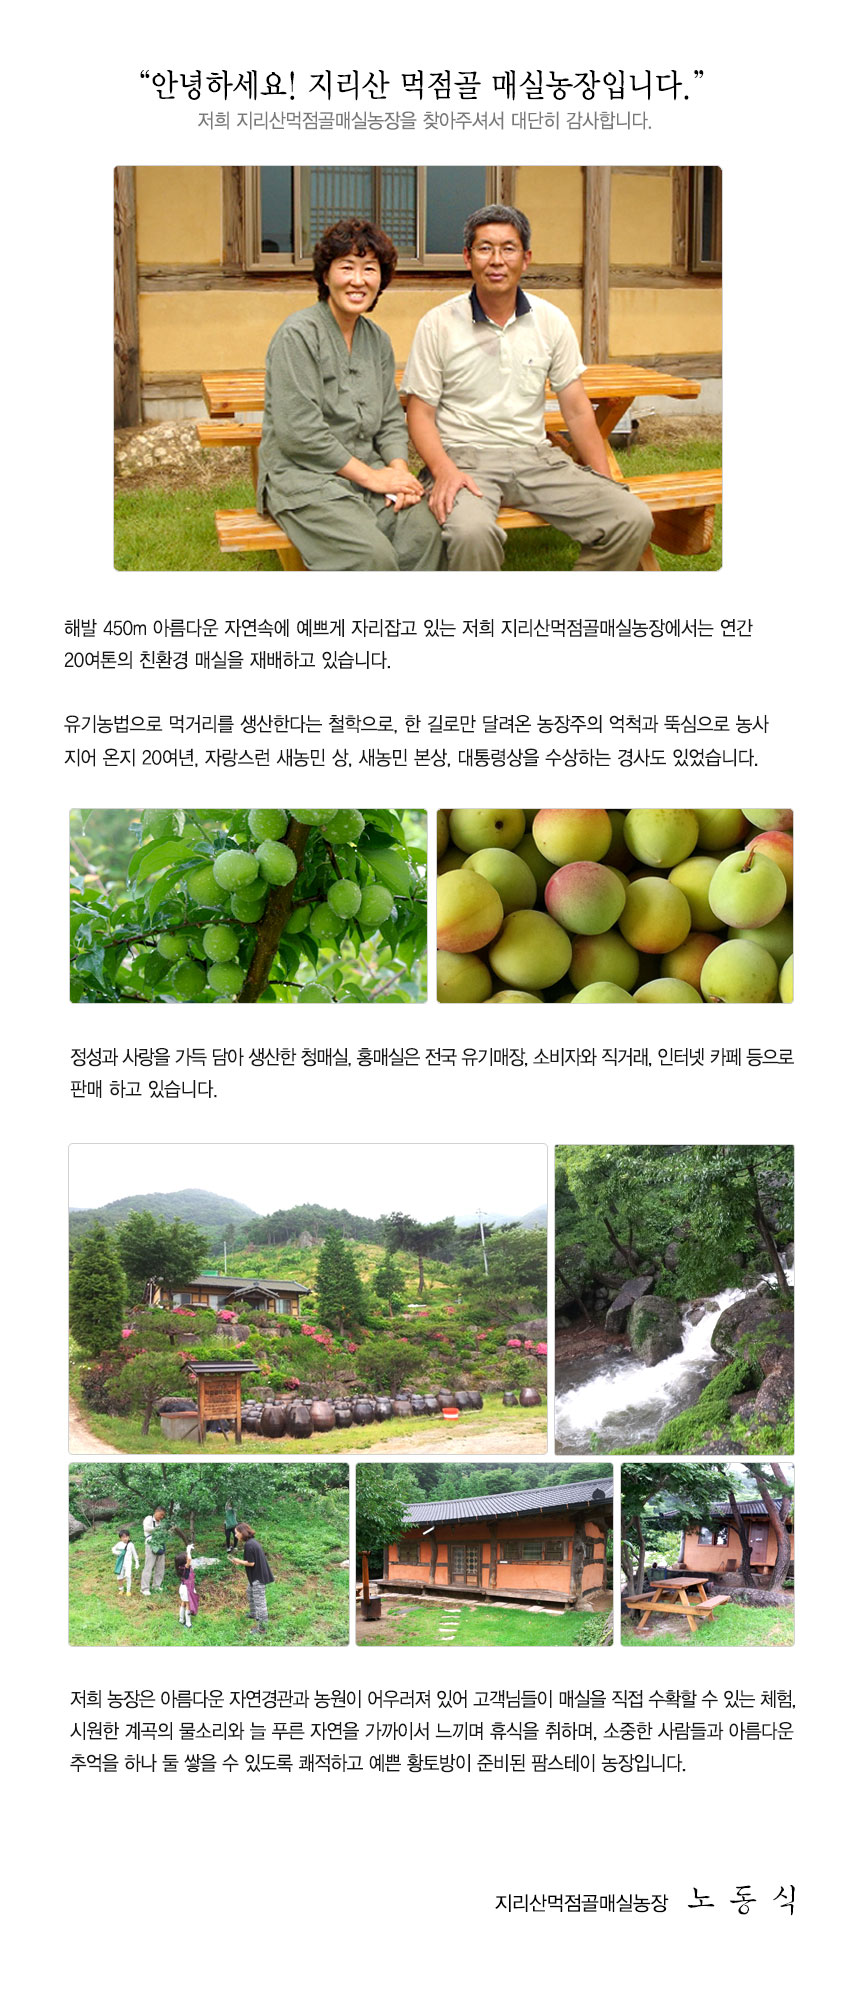 “안녕하세요! 지리산 먹점골 매실농장입니다.”
저희 지리산먹점골매실농장을 찾아주셔서 대단히 감사합니다.
해발 450m 아름다운 자연속에 예쁘게 자리잡고 있는 저희 지리산먹점골매실농장에서는 연간
20여톤의 친환경 매실을 재배하고 있습니다.
유기농법으로 먹거리를 생산한다는 철학으로, 한 길로만 달려온 농장주의 억척과 뚝심으로 농사
지어 온지 20여년, 자랑스런 새농민 상, 새농민 본상, 대통령상을 수상하는 경사도 있었습니다.
정성과 사랑을 가득 담아 생산한 청매실, 홍매실은 전국 유기매장, 소비자와 직거래, 인터넷 카페 등으로
판매 하고 있습니다.
저희 농장은 아름다운 자연경관과 농원이 어우러져 있어 고객님들이 매실을 직접 수확할 수 있는 체험,
시원한 계곡의 물소리와 늘 푸른 자연을 가까이서 느끼며 휴식을 취하며, 소중한 사람들과 아름다운
추억을 하나 둘 쌓을 수 있도록 쾌적하고 예쁜 황토방이 준비된 팜스테이 농장입니다.
지리산먹점골매실농장 노 동 식